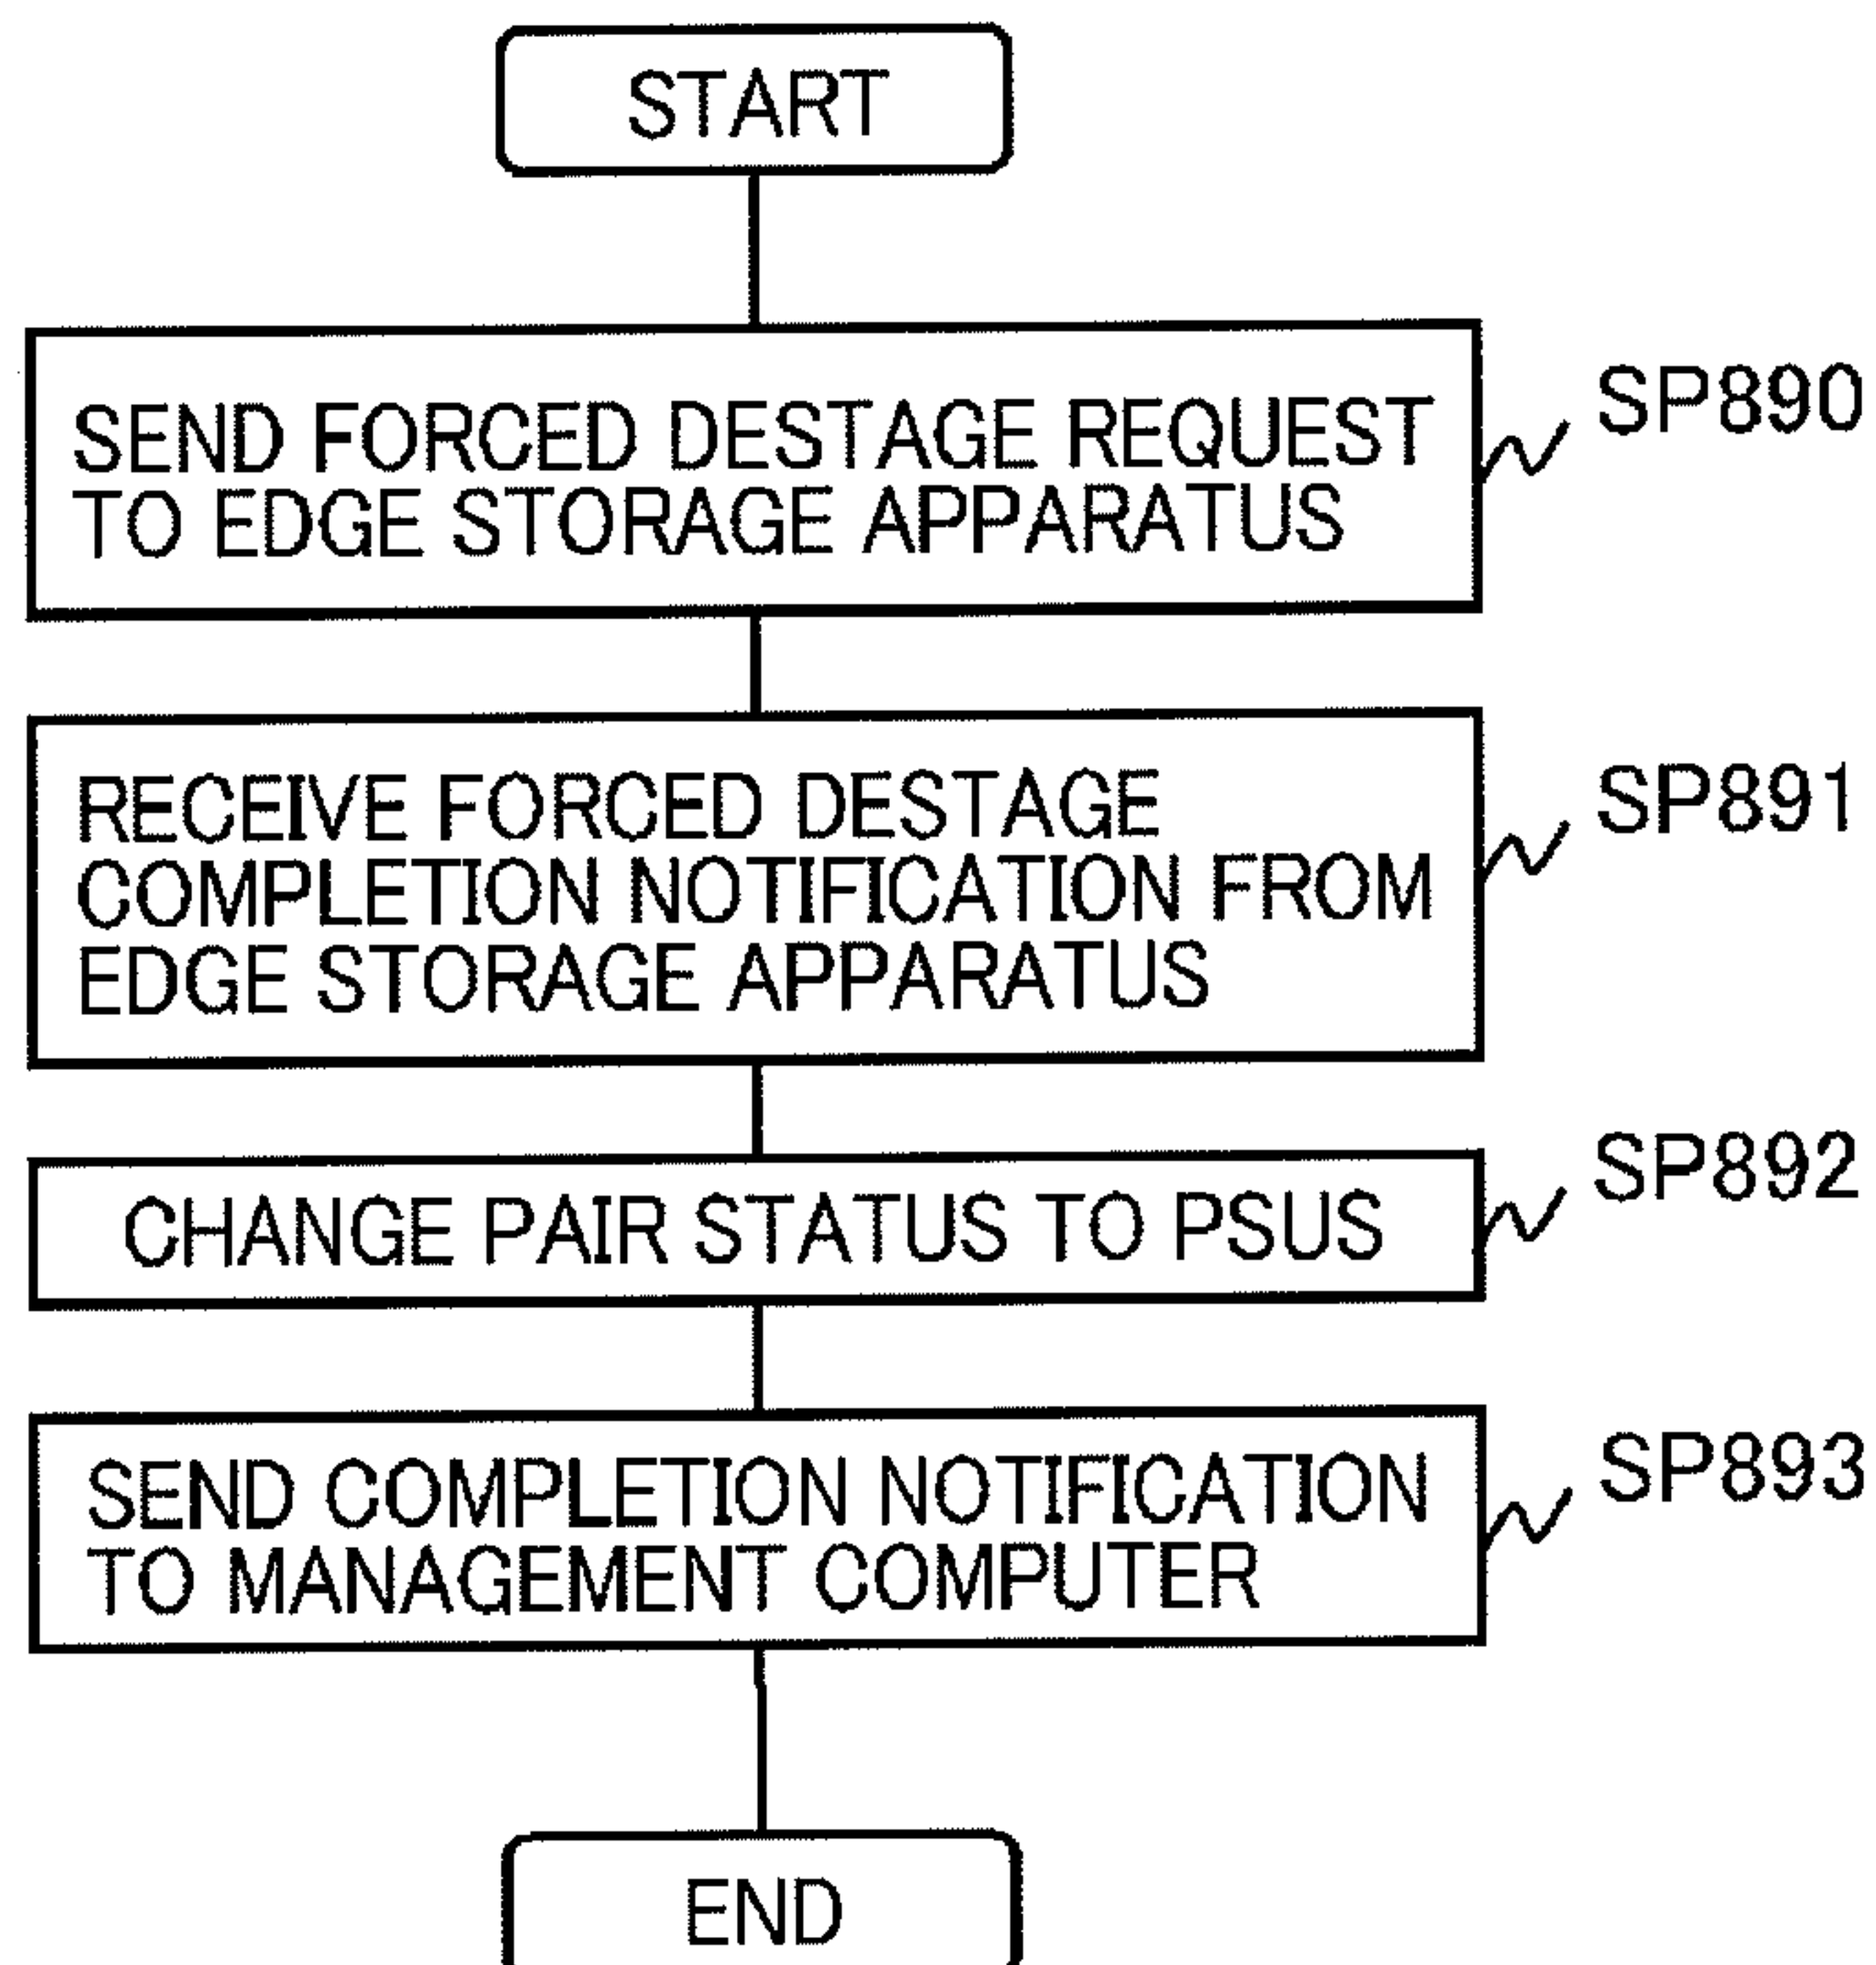 START
SEND FORCED DESTAGE REQUEST
TO EDGE STORAGE APPARATUS
SP890
RECEIVE FORCED DESTAGE
COMPLETION NOTIFICATION FROM
EDGE STORAGE APPARATUS
SP891
CHANGE PAIR STATUS TO PSUS
SP892
SEND COMPLETION NOTIFICATION
TO MANAGEMENT COMPUTER
SP893
END